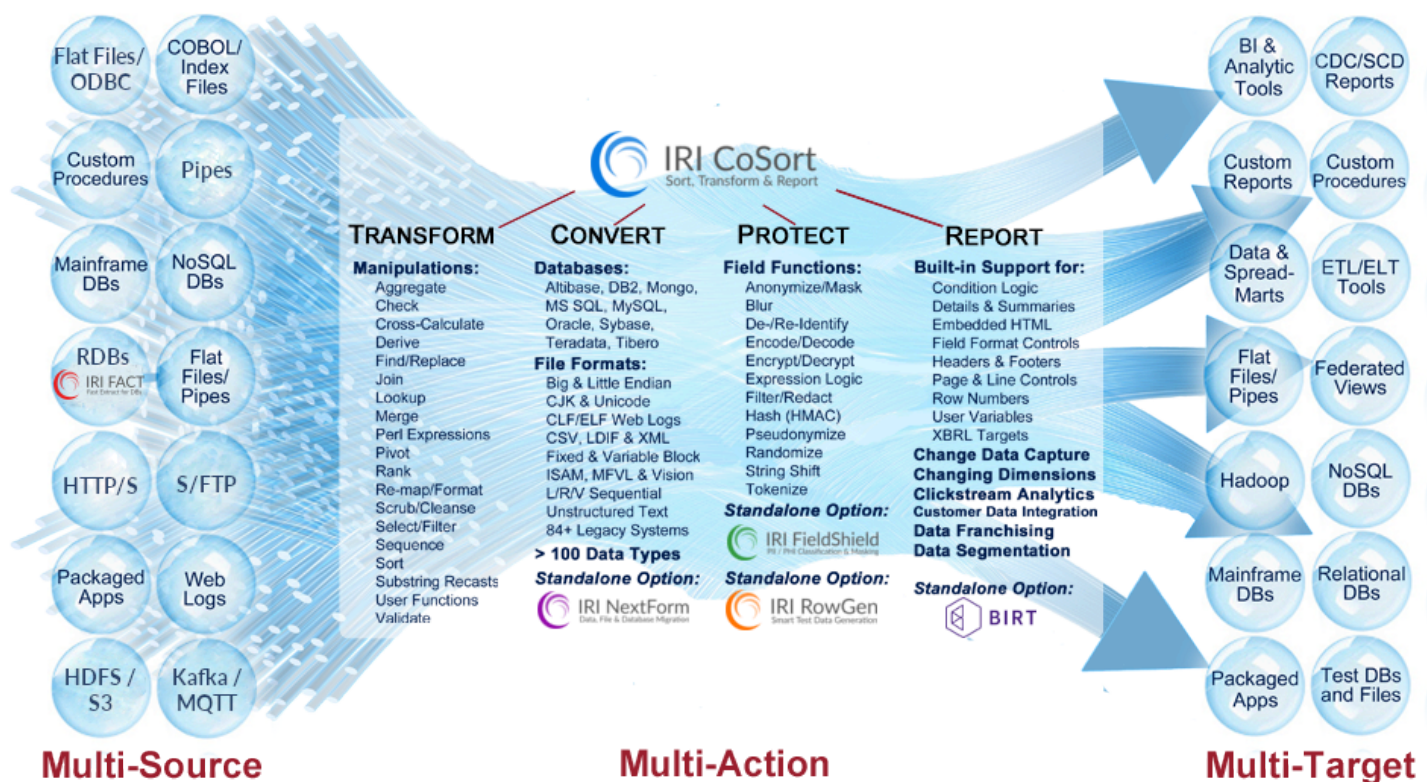 Flat Files/
ODBC
COBOL/
Index
Files
Custom
Procedures
Pipes
Mainframe
DBs
NoSQL
DBs
RDBs
IRI FACT
Fast Extract for DBs
Flat
Files/
Pipes
HTTP/S
S/FTP
Packaged
Apps
Web
Logs
HDFS /
S3
Kafka /
MQTT
Multi-Source
IRI CoSort
Sort, Transform & Report
TRANSFORM
Manipulations:
Aggregate
Check
Cross-Calculate
Derive
Find/Replace
Join
Lookup
Merge
Perl Expressions
Pivot
Rank
Re-map/Format
Scrub/Cleanse
Select/Filter
Sequence
Sort
Substring Recasts
User Functions
Validate
CONVERT
Databases:
Altibase, DB2, Mongo,
MS SQL, MySQL,
Oracle, Sybase,
Teradata, Tibero
File Formats:
Big & Little Endian
CJK & Unicode
CLF/ELF Web Logs
CSV, LDIF & XML
Fixed & Variable Block
ISAM, MFVL & Vision
L/R/V Sequential
Unstructured Text
84+ Legacy Systems
> 100 Data Types
Standalone Option:
IRI NextForm
Data, File & Database Migration
PROTECT
Field Functions:
Anonymize/Mask
Blur
De-/Re-Identify
Encode/Decode
Encrypt/Decrypt
Expression Logic
Filter/Redact
Hash (HMAC)
Pseudonymize
Randomize
String Shift
Tokenize
Standalone Option:
IRI FieldShield
PII / PHI Classification & Masking
Standalone Option:
IRI RowGen
Smart Test Data Generation
REPORT
Built-in Support for:
Condition Logic
Details & Summaries
Embedded HTML
Field Format Controls
Headers & Footers
Page & Line Controls
Row Numbers
User Variables
XBRL Targets
Change Data Capture
Changing Dimensions
Clickstream Analytics
Customer Data Integration
Data Franchising
Data Segmentation
Standalone Option:
BIRT
Multi-Action
BI &
Analytic
Tools
CDC/SCD
Reports
Custom
Reports
Custom
Procedures
Data &
Spread-
Marts
ETL/ELT
Tools
Flat
Files/
Pipes
Federated
Views
Hadoop
NoSQL
DBs
Mainframe
DBs
Relational
DBs
Packaged
Apps
Test DBs
and Files
Multi-Target